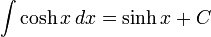 ∫ cosh x dx = sinh x + C